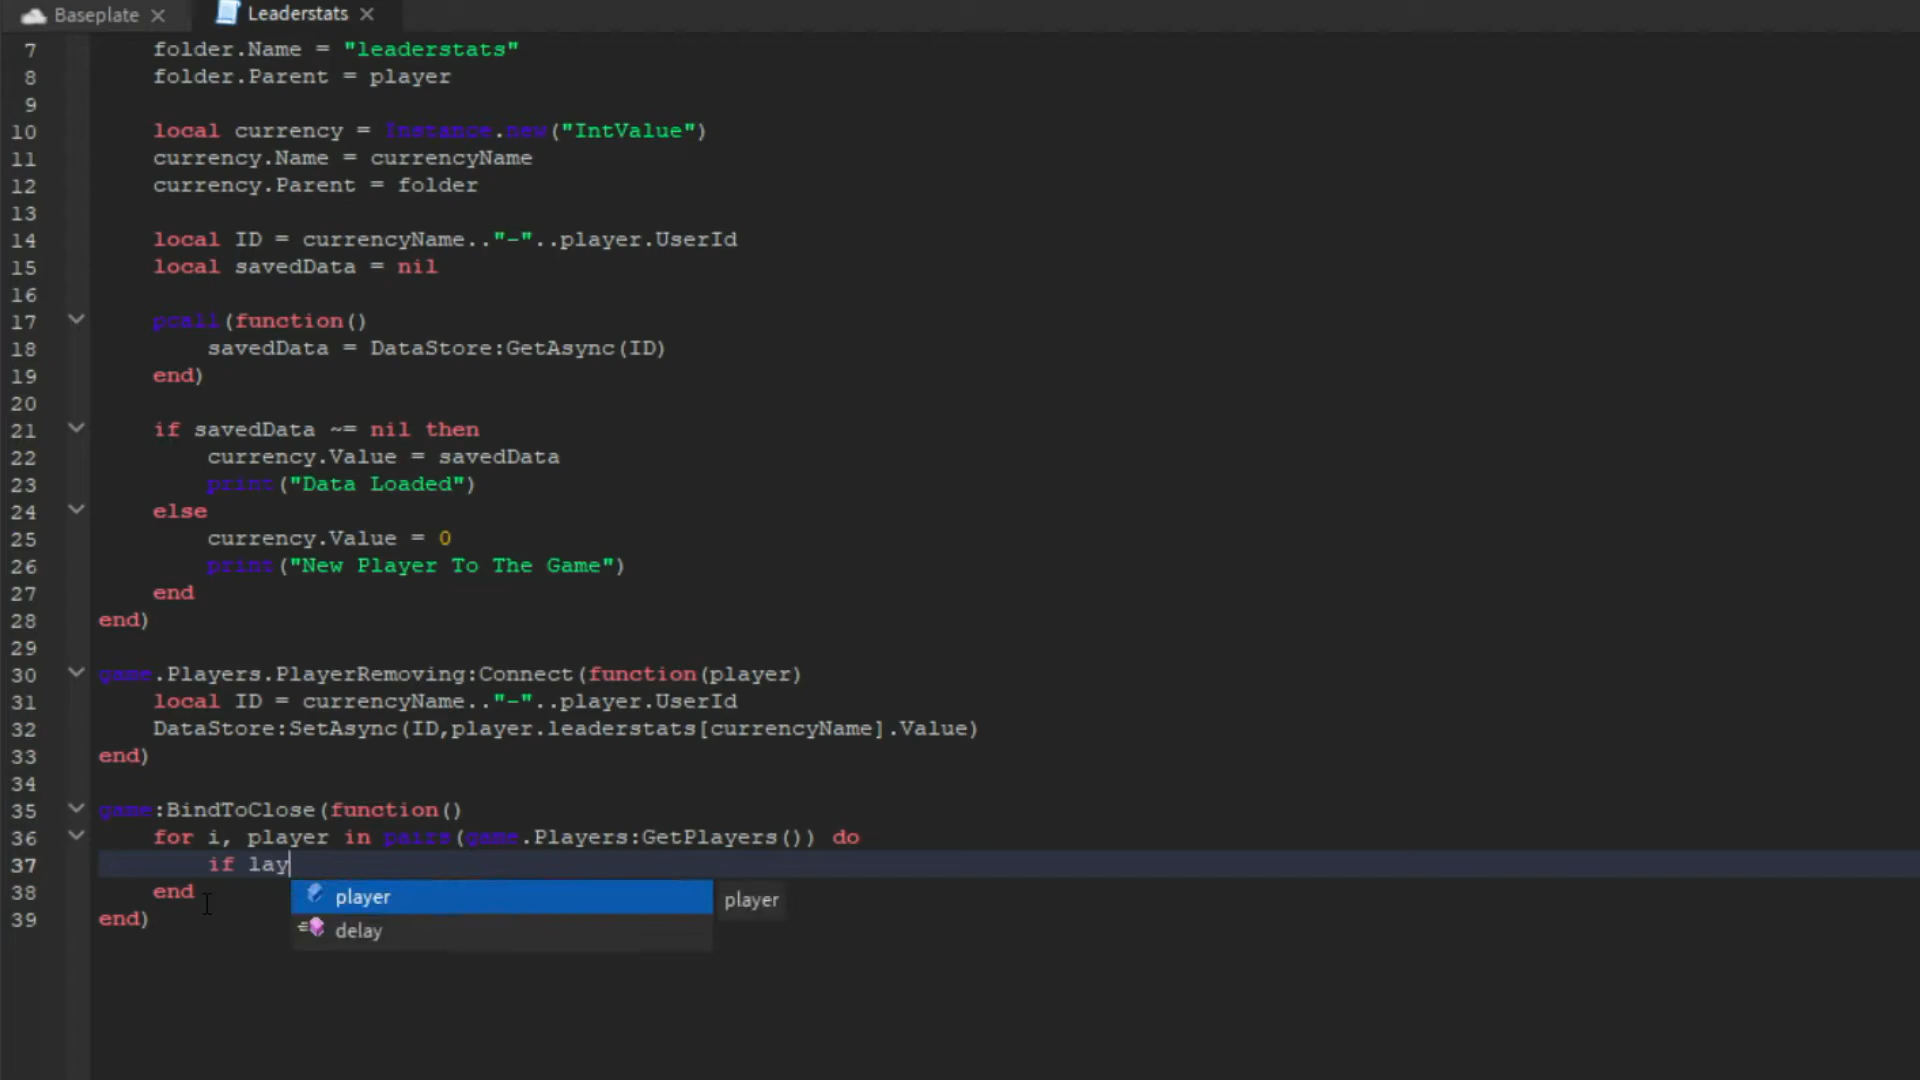 Baseplate
Leaderstats
7 folder.Name = "leaderstats"
8 folder.Parent = player
9
10 local currency = Instance.new("IntValue")
11 currency.Name = currencyName
12 currency.Parent = folder
13
14 local ID = currencyName.."-"..player.UserId
15 local savedData = nil
16
17 pcall(function()
18 savedData = DataStore:GetAsync(ID)
19 end)
20
21 if savedData ~= nil then
22 currency.Value = savedData
23 print("Data Loaded")
24 else
25 currency.Value = 0
26 print("New Player To The Game")
27 end
28 end)
29
30 game.Players.PlayerRemoving:Connect(function(player)
31 local ID = currencyName.."-"..player.UserId
32 DataStore:SetAsync(ID,player.leaderstats[currencyName].Value)
33 end)
34
35 game:BindToClose(function()
36 for i, player in pairs(game.Players:GetPlayers()) do
37 if lay
38 end
player player
39 end)
delay